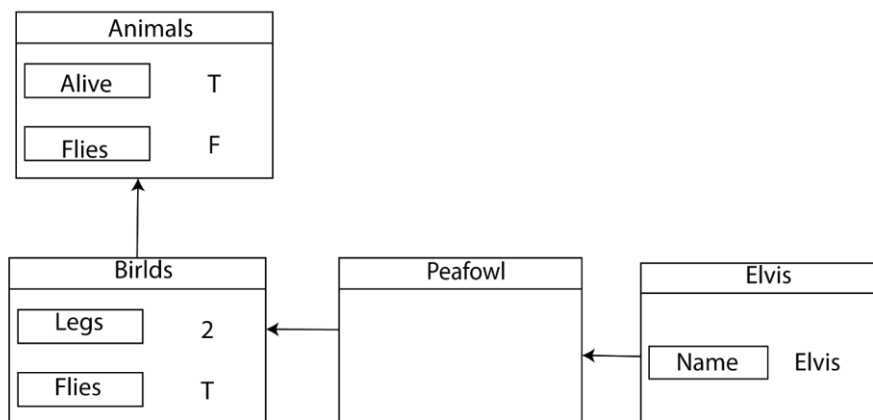 Animals
Alive T
Flies F
Birlds
Legs 2
Flies T
Peafowl
Elvis
Name Elvis